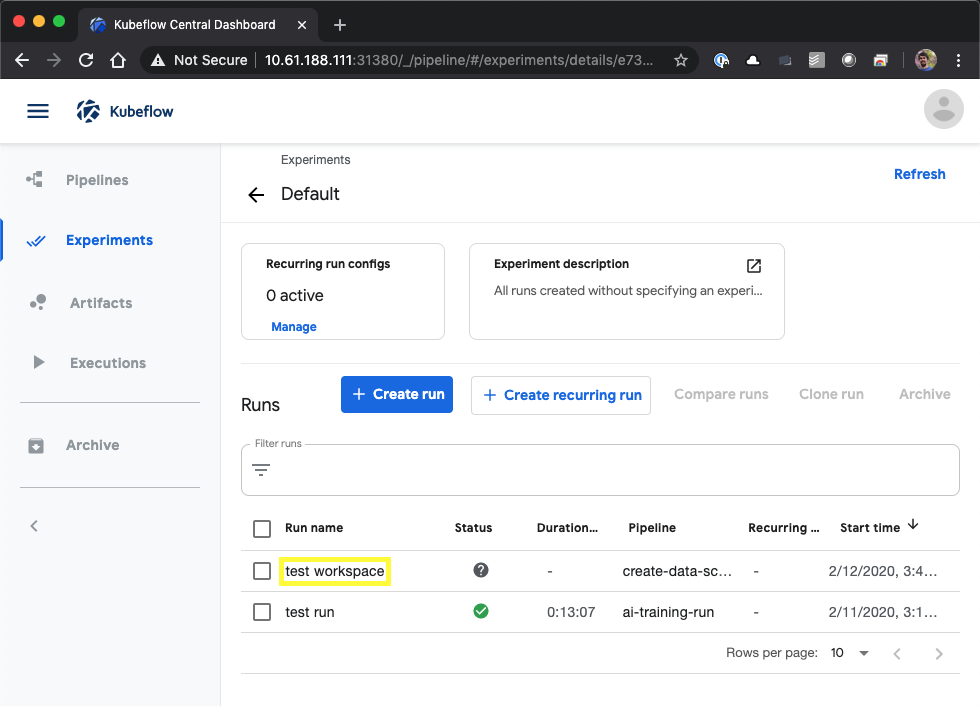 Kubeflow Central Dashboard
Not Secure 10.61.188.111:31380/_/pipeline/#/experiments/details/e73...
Kubeflow
Pipelines
Experiments
Artifacts
Executions
Archive
Experiments
Default
Refresh
Recurring run configs
0 active
Manage
Experiment description
All runs created without specifying an experi...
Runs
+ Create run
+ Create recurring run
Compare runs
Clone run
Archive
Filter runs
Run name Status Duration... Pipeline Recurring ... Start time
test workspace - create-data-sc... - 2/12/2020, 3:4...
test run 0:13:07 ai-training-run - 2/11/2020, 3:1...
Rows per page: 10